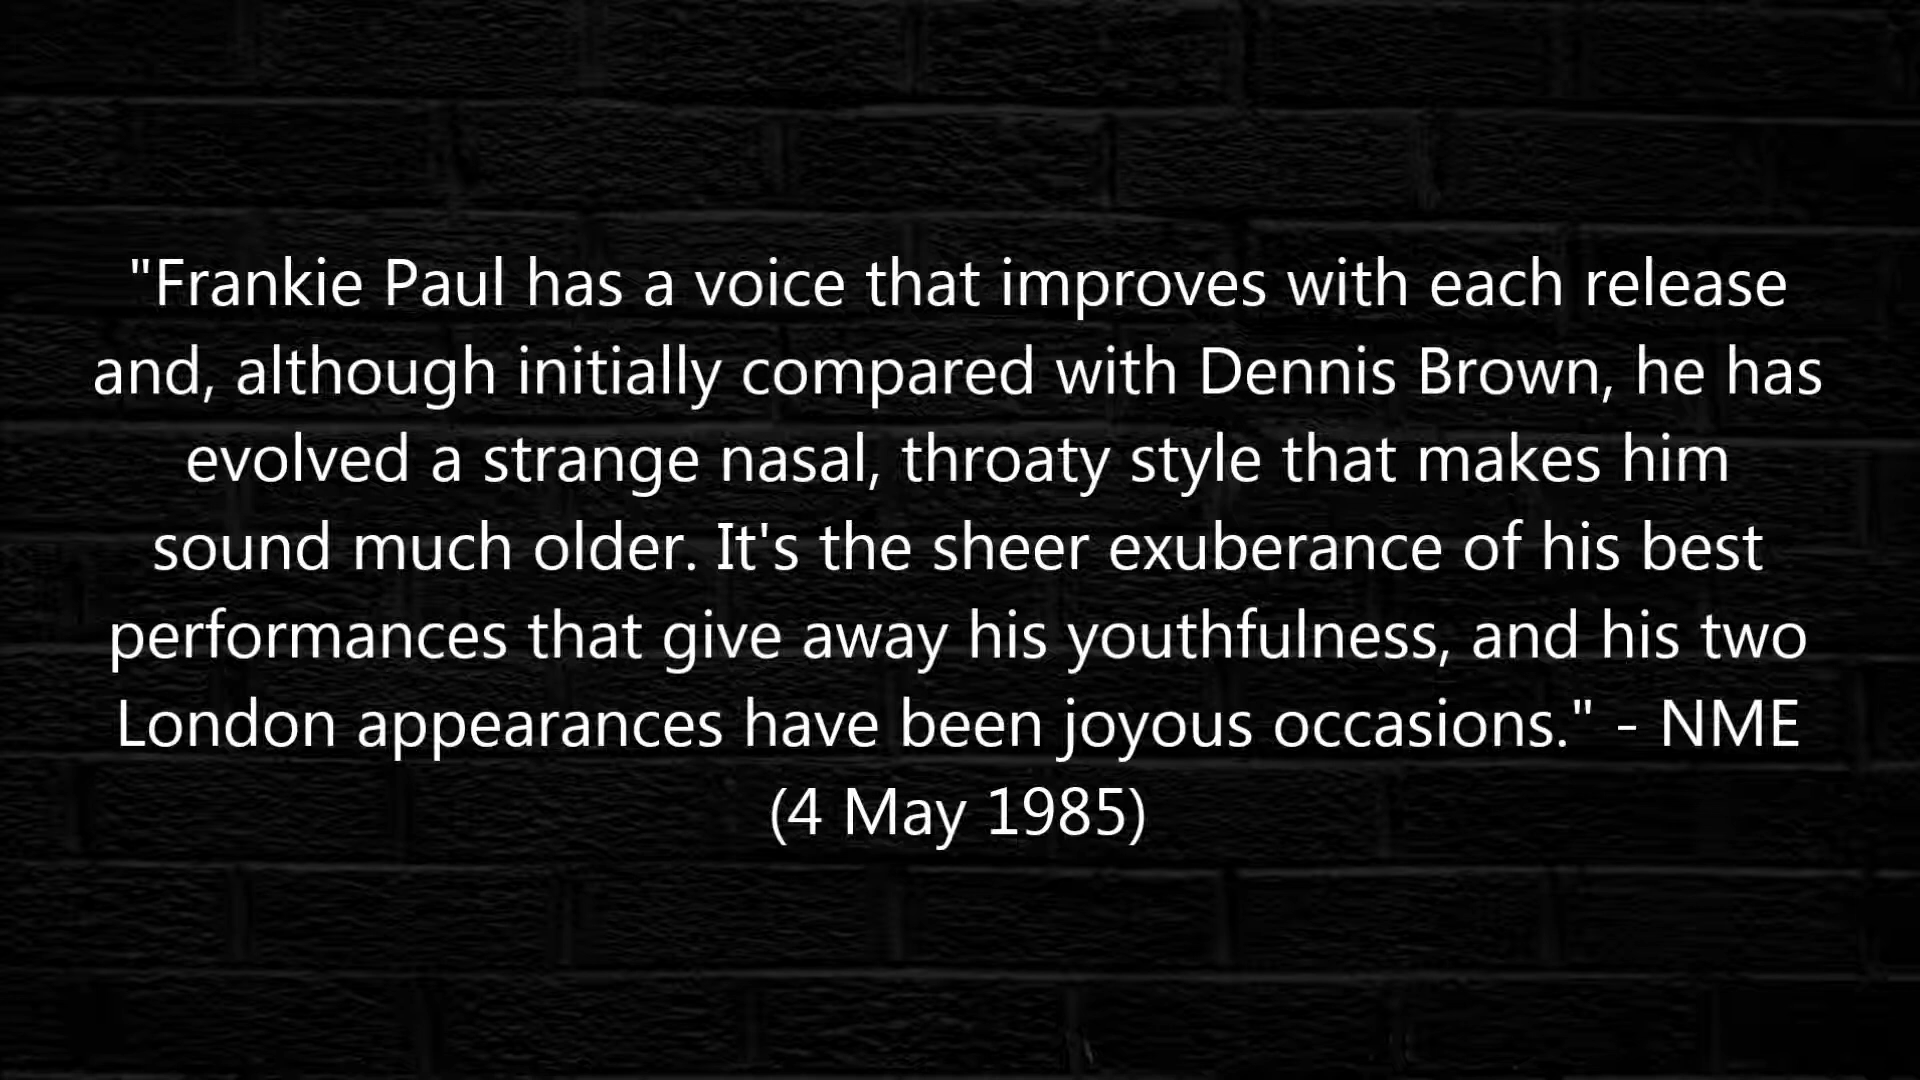 "Frankie Paul has a voice that improves with each release
and, although initially compared with Dennis Brown, he has
evolved a strange nasal, throaty style that makes him
sound much older. It's the sheer exuberance of his best
performances that give away his youthfulness, and his two
London appearances have been joyous occasions." - NME
(4 May 1985)